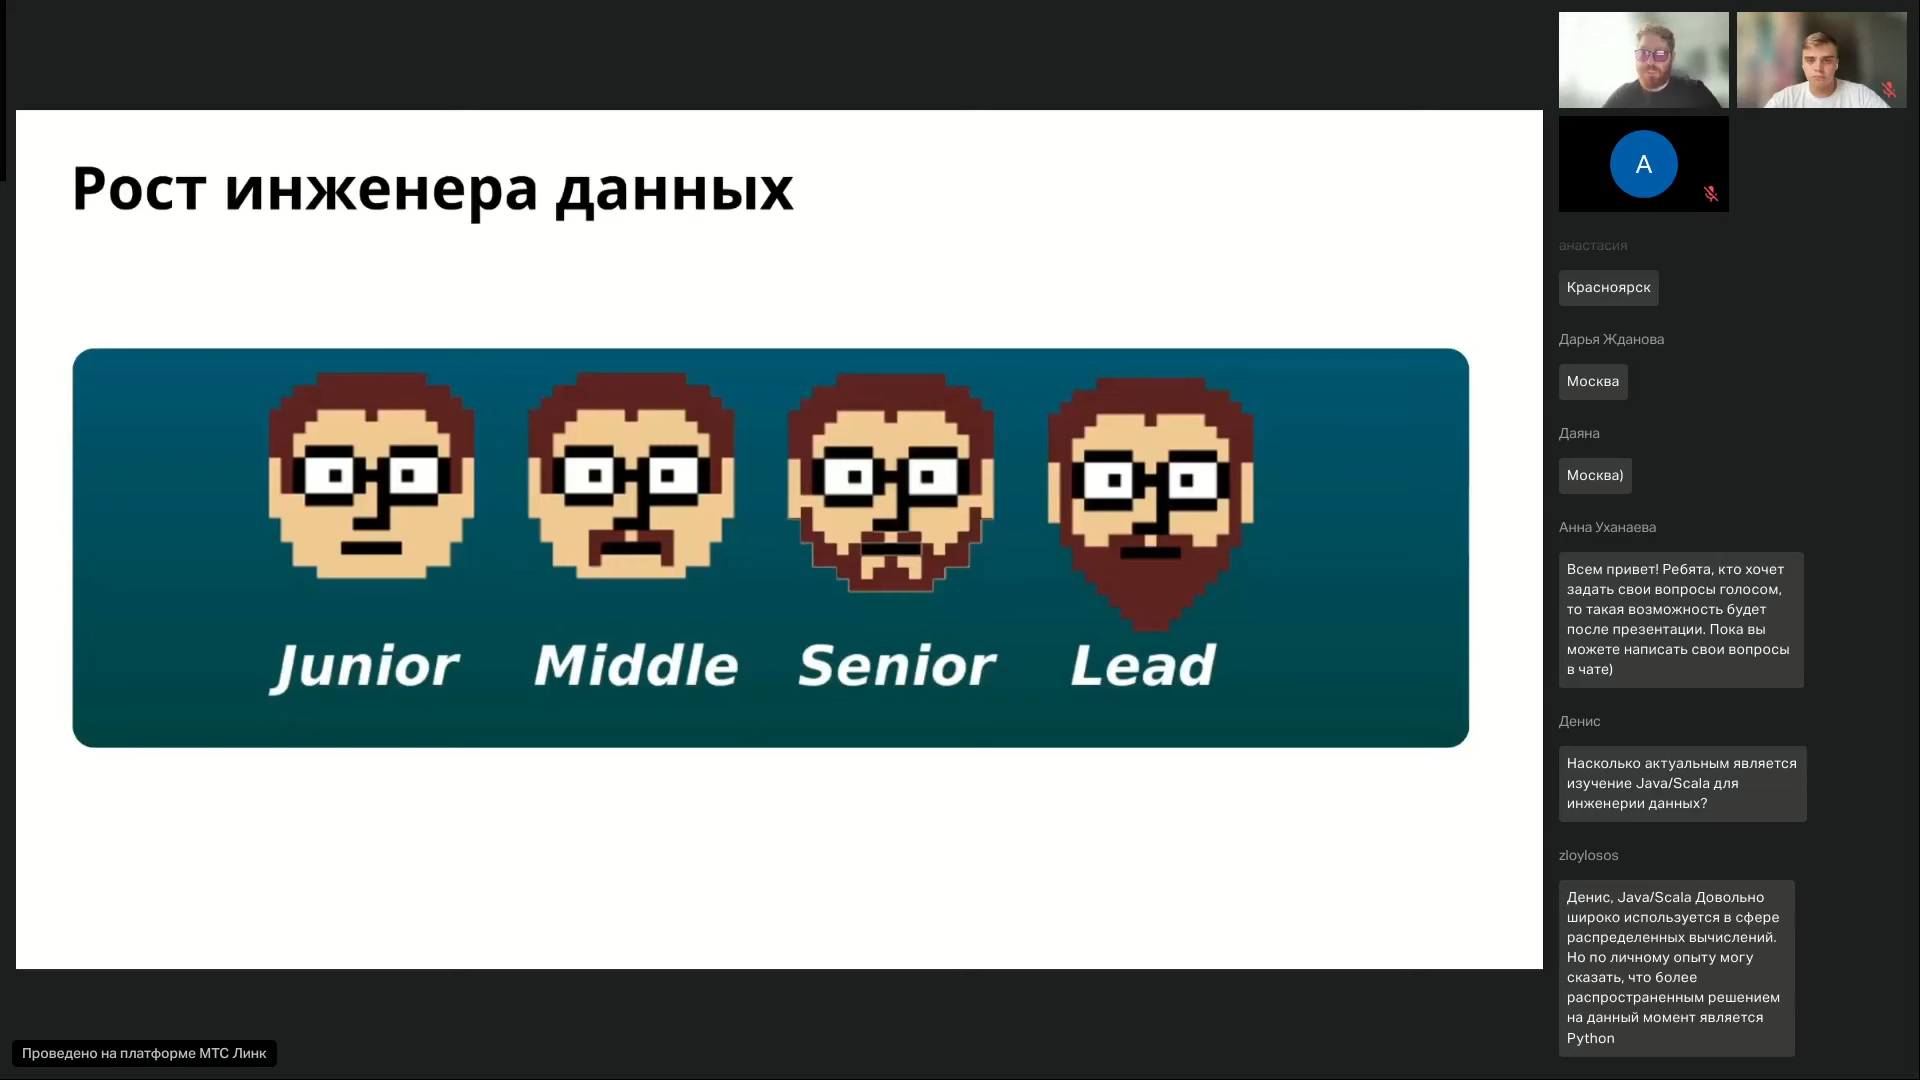 Рост инженера данных
Junior Middle Senior Lead
Проведено на платформе МТС Линк
А
анастасия
Красноярск
Дарья Жданова
Москва
Даяна
Москва)
Анна Уханаева
Всем привет! Ребята, кто хочет
задать свои вопросы голосом,
то такая возможность будет
после презентации. Пока вы
можете написать свои вопросы
в чате)
Денис
Насколько актуальным является
изучение Java/Scala для
инженерии данных?
zloylosos
Денис, Java/Scala Довольно
широко используется в сфере
распределенных вычислений.
Но по личному опыту могу
сказать, что более
распространенным решением
на данный момент является
Python